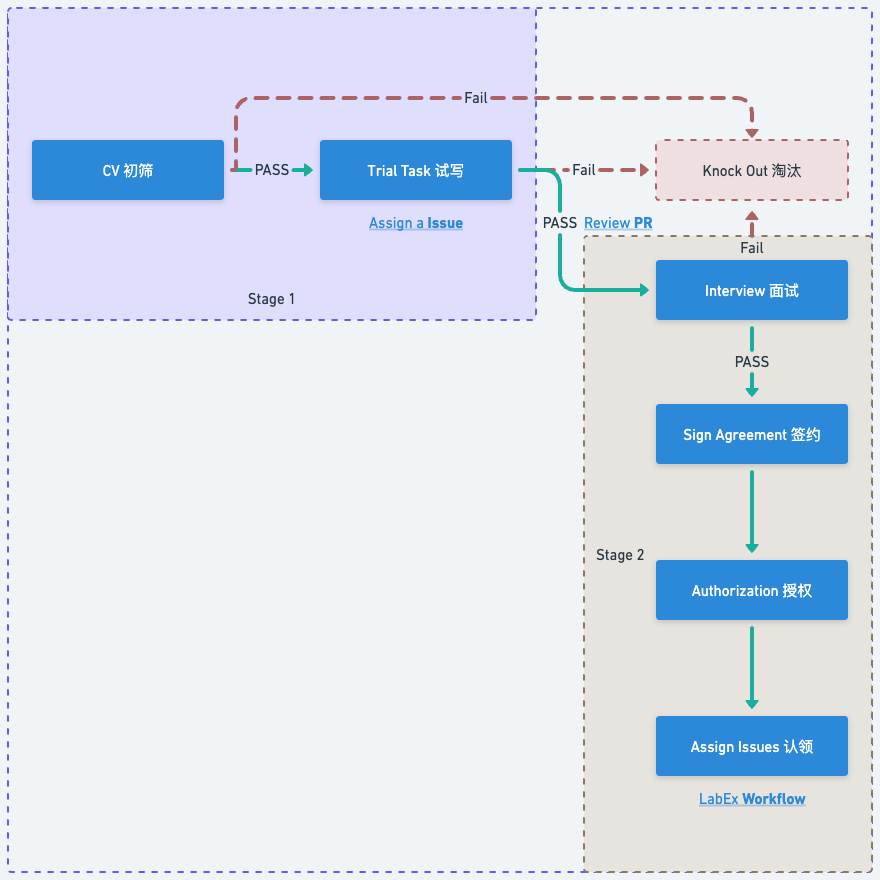 Fail
CV 初筛
PASS
Trial Task 试写
Fail
Knock Out 淘汰
Assign a Issue
PASS
Review PR
Fail
Stage 1
Interview 面试
PASS
Sign Agreement 签约
Stage 2
Authorization 授权
Assign Issues 认领
LabEx Workflow